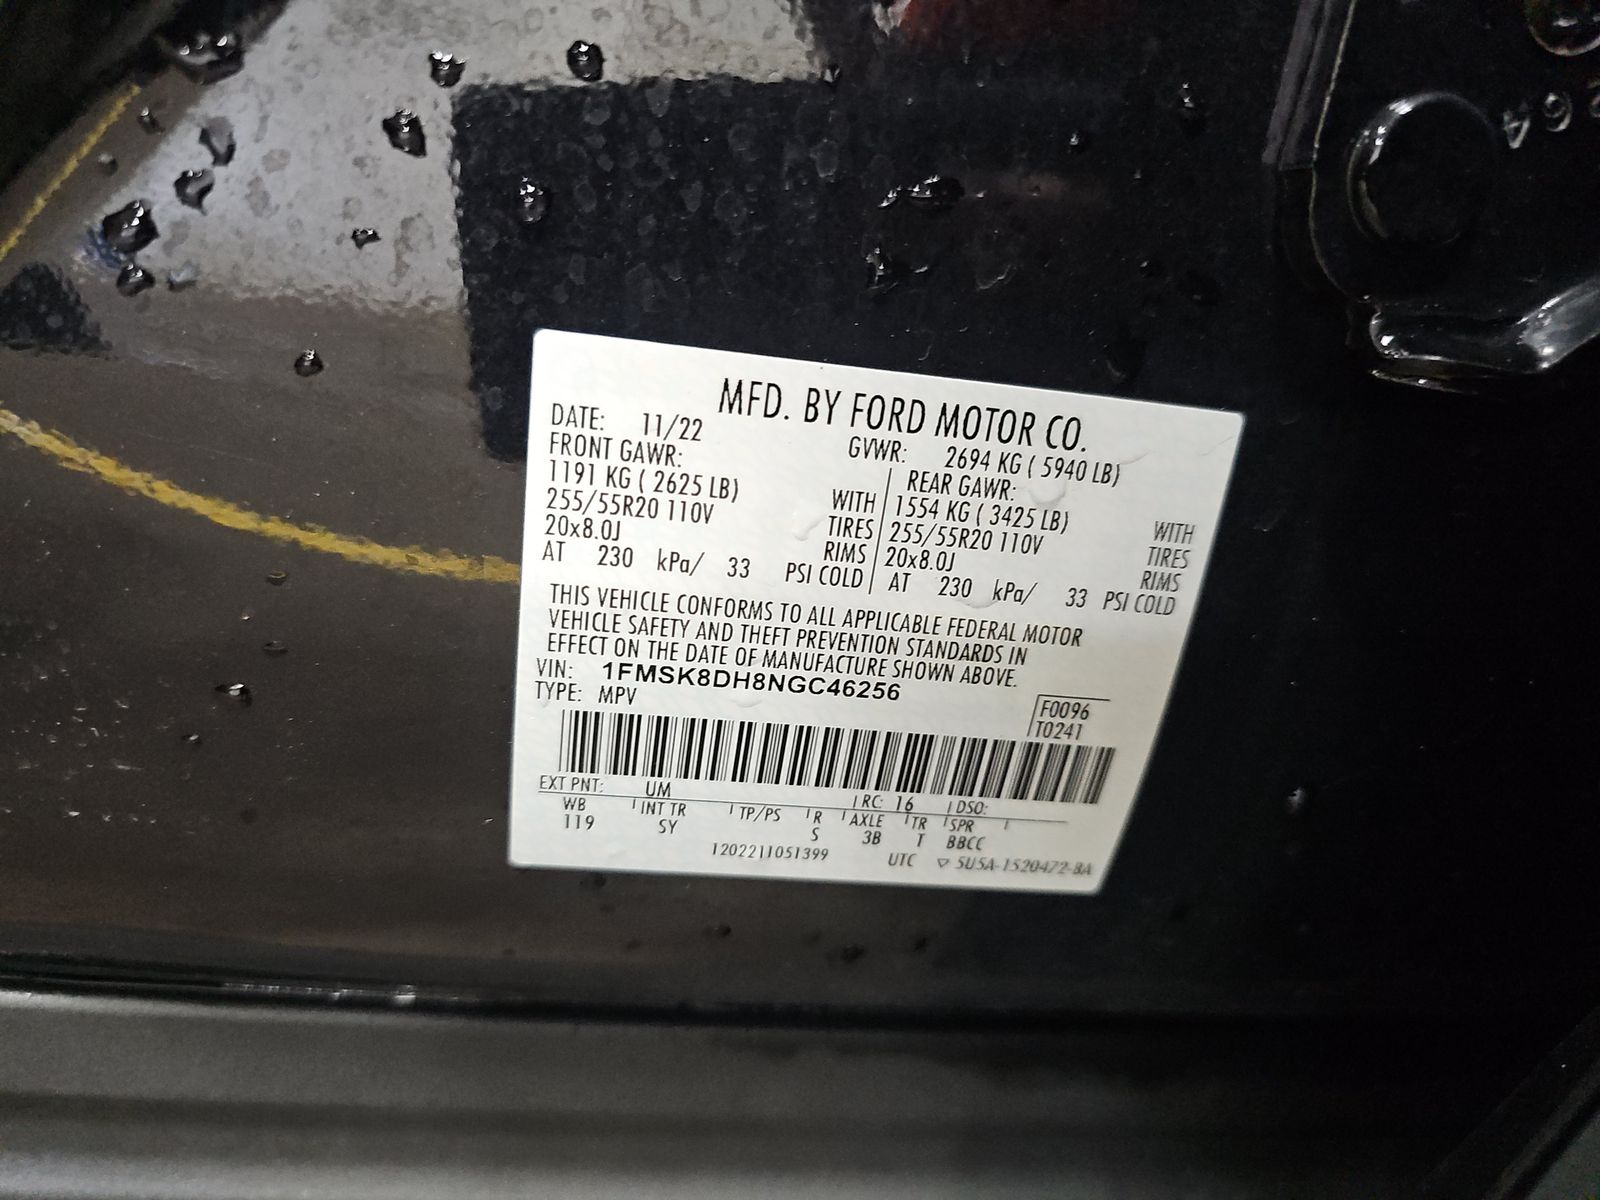 264
MFD. BY FORD MOTOR CO.
DATE: 11/22 GVWR: 2694 KG ( 5940 LB)
FRONT GAWR: REAR GAWR:
1191 KG ( 2625 LB) WITH 1554 KG ( 3425 LB) WITH
255/55R20 110V TIRES 255/55R20 110V TIRES
20x8.0J RIMS 20x8.0J RIMS
AT 230 kPa/ 33 PSI COLD AT 230 kPa/ 33 PSI COLD
THIS VEHICLE CONFORMS TO ALL APPLICABLE FEDERAL MOTOR
VEHICLE SAFETY AND THEFT PREVENTION STANDARDS IN
EFFECT ON THE DATE OF MANUFACTURE SHOWN ABOVE.
VIN: 1FMSK8DH8NGC46256
TYPE: MPV
F0096
T0241
EXT PNT: UM RC: 16 DSO:
WB INT TR TP/PS R AXLE TR SPR
119 SY S 3B T BBCC
1202211051399 UTC ▽ 5U5A-1520472-BA